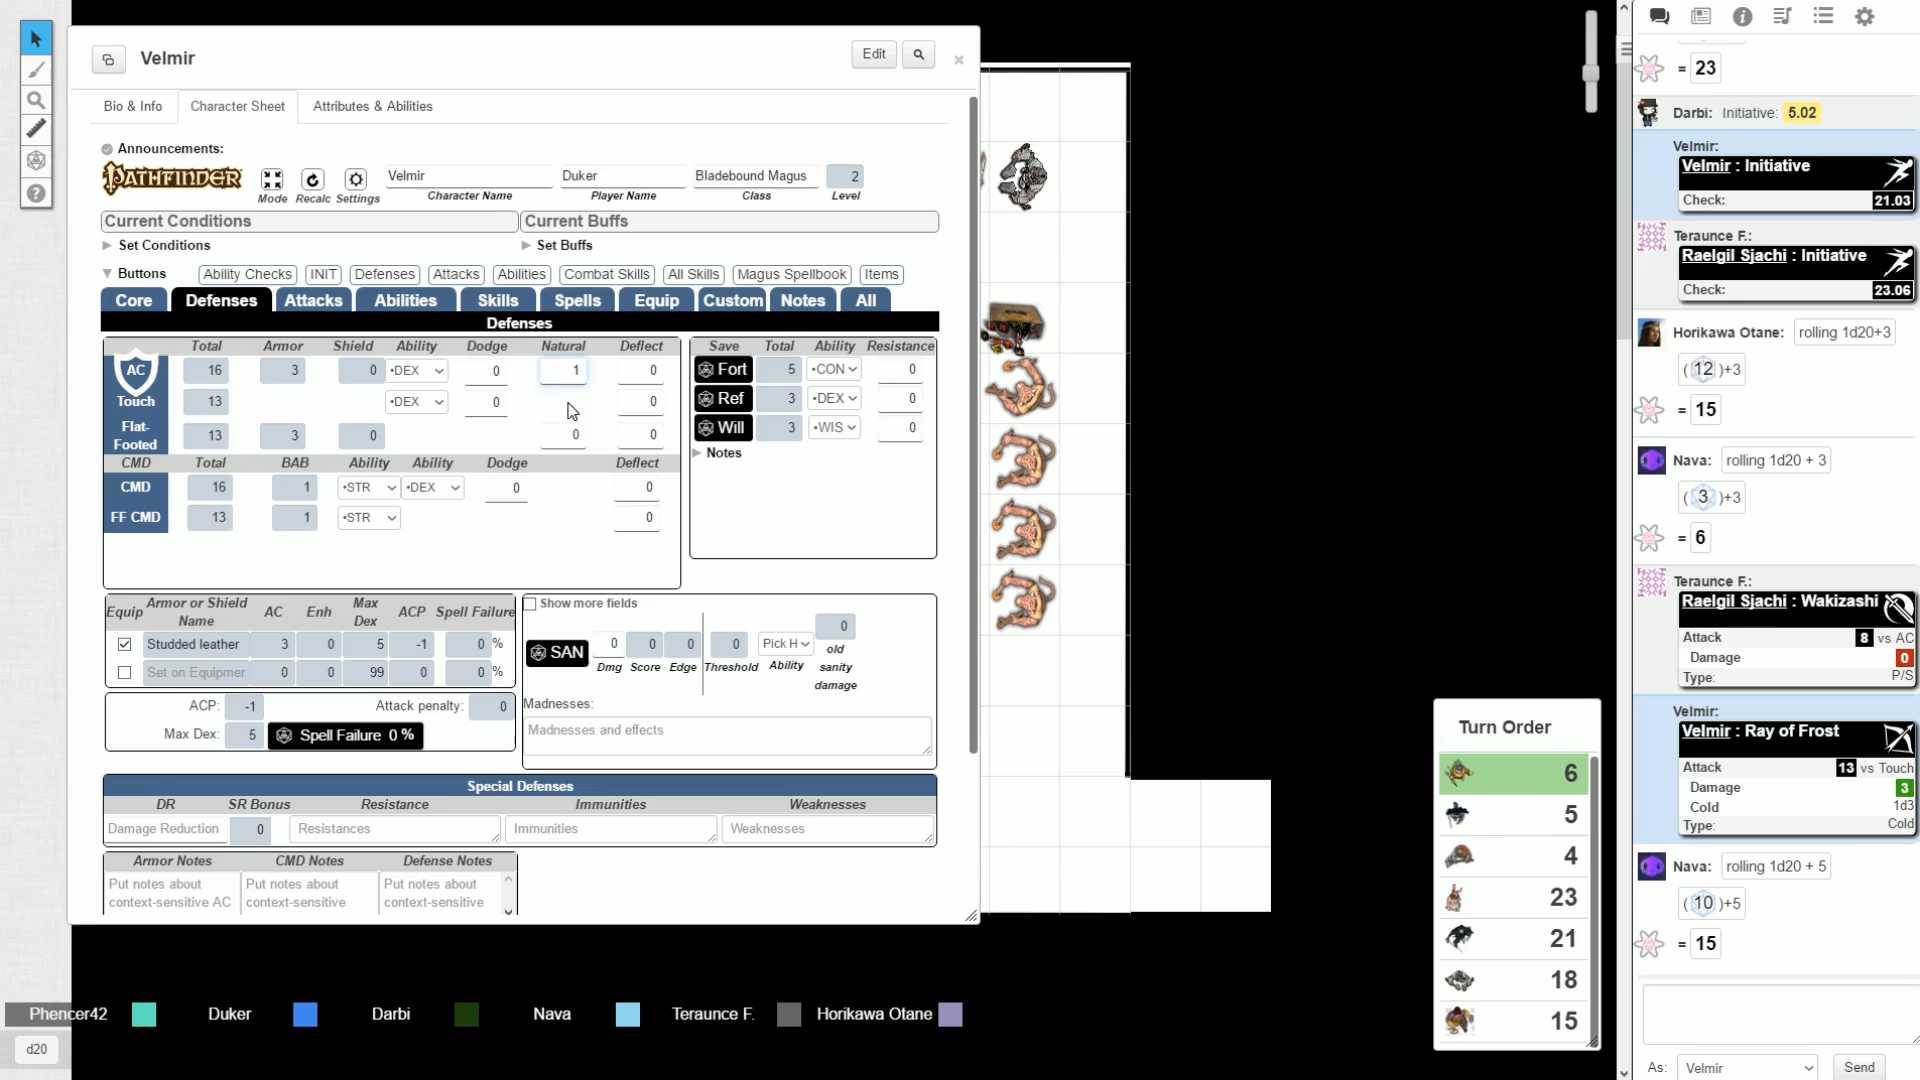 Velmir
Edit
Bio & Info
Character Sheet
Attributes & Abilities
Announcements:
PATHFINDER
Mode
Recalc
Settings
Velmir
Character Name
Duker
Player Name
Bladebound Magus
Class
2
Level
Current Conditions
Current Buffs
Set Conditions
Set Buffs
Buttons
Ability Checks
INIT
Defenses
Attacks
Abilities
Combat Skills
All Skills
Magus Spellbook
Items
Core
Defenses
Attacks
Abilities
Skills
Spells
Equip
Custom
Notes
All
Defenses
Total Armor Shield Ability Dodge Natural Deflect
AC 16 3 0 •DEX 0 1 0
Touch 13 •DEX 0 0
Flat-Footed 13 3 0 0 0
CMD Total BAB Ability Ability Dodge Deflect
CMD 16 1 •STR •DEX 0 0
FF CMD 13 1 •STR 0
Save Total Ability Resistance
Fort 5 •CON 0
Ref 3 •DEX 0
Will 3 •WIS 0
Notes
Equip Armor or Shield Name AC Enh Max Dex ACP Spell Failure
Studded leather 3 0 5 -1 0 %
Set on Equipmer 0 0 99 0 0 %
ACP: -1
Attack penalty: 0
Max Dex: 5
Spell Failure 0 %
Show more fields
SAN
0 0 0 0 Pick H 0
Dmg Score Edge Threshold Ability old sanity damage
Madnesses:
Madnesses and effects
Special Defenses
DR SR Bonus Resistance Immunities Weaknesses
Damage Reduction 0 Resistances Immunities Weaknesses
Armor Notes CMD Notes Defense Notes
Put notes about context-sensitive AC
Put notes about context-sensitive
Put notes about context-sensitive
Phencer42
Duker
Darbi
Nava
Teraunce F.
Horikawa Otane
d20
Turn Order
6
5
4
23
21
18
15
= 23
Darbi: Initiative: 5.02
Velmir:
Velmir : Initiative
Check: 21.03
Teraunce F.:
Raelgil Sjachi : Initiative
Check: 23.06
Horikawa Otane: rolling 1d20+3
(12)+3
= 15
Nava: rolling 1d20 + 3
(3)+3
= 6
Teraunce F.:
Raelgil Sjachi : Wakizashi
Attack 8 vs AC
Damage 0
Type: P/S
Velmir:
Velmir : Ray of Frost
Attack 13 vs Touch
Damage 3
Cold 1d3
Type: Cold
Nava: rolling 1d20 + 5
(10)+5
= 15
As: Velmir
Send